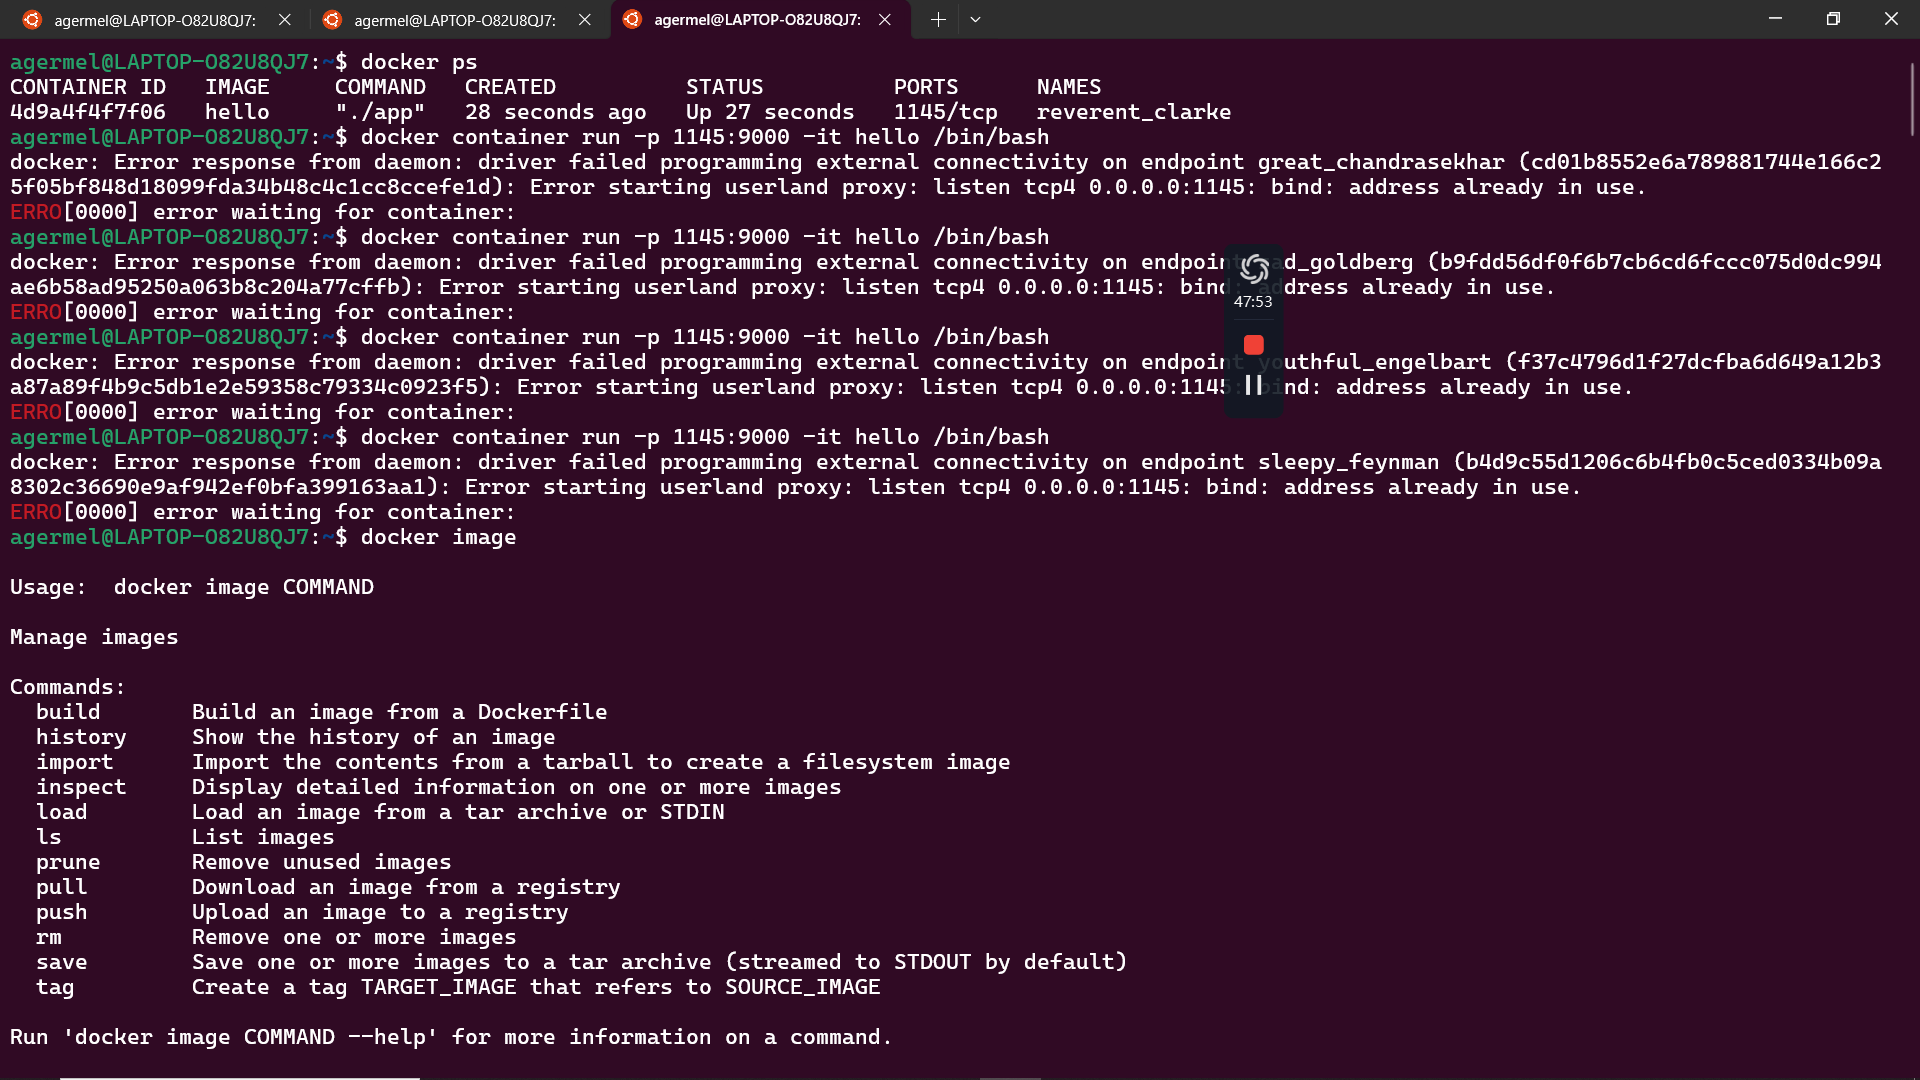 agermel@LAPTOP-O82U8QJ7: agermel@LAPTOP-O82U8QJ7: agermel@LAPTOP-O82U8QJ7:
agermel@LAPTOP-O82U8QJ7:~$ docker ps
CONTAINER ID   IMAGE     COMMAND   CREATED          STATUS          PORTS      NAMES
4d9a4f4f7f06   hello     "./app"   28 seconds ago   Up 27 seconds   1145/tcp   reverent_clarke
agermel@LAPTOP-O82U8QJ7:~$ docker container run -p 1145:9000 -it hello /bin/bash
docker: Error response from daemon: driver failed programming external connectivity on endpoint great_chandrasekhar (cd01b8552e6a789881744e166c2
5f05bf848d18099fda34b48c4c1cc8ccefe1d): Error starting userland proxy: listen tcp4 0.0.0.0:1145: bind: address already in use.
ERRO[0000] error waiting for container:
agermel@LAPTOP-O82U8QJ7:~$ docker container run -p 1145:9000 -it hello /bin/bash
docker: Error response from daemon: driver failed programming external connectivity on endpoint ad_goldberg (b9fdd56df0f6b7cb6cd6fccc075d0dc994
ae6b58ad95250a063b8c204a77cffb): Error starting userland proxy: listen tcp4 0.0.0.0:1145: bind: address already in use.
47:53
ERRO[0000] error waiting for container:
agermel@LAPTOP-O82U8QJ7:~$ docker container run -p 1145:9000 -it hello /bin/bash
docker: Error response from daemon: driver failed programming external connectivity on endpoint youthful_engelbart (f37c4796d1f27dcfba6d649a12b3
a87a89f4b9c5db1e2e59358c79334c0923f5): Error starting userland proxy: listen tcp4 0.0.0.0:1145: bind: address already in use.
ERRO[0000] error waiting for container:
agermel@LAPTOP-O82U8QJ7:~$ docker container run -p 1145:9000 -it hello /bin/bash
docker: Error response from daemon: driver failed programming external connectivity on endpoint sleepy_feynman (b4d9c55d1206c6b4fb0c5ced0334b09a
8302c36690e9af942ef0bfa399163aa1): Error starting userland proxy: listen tcp4 0.0.0.0:1145: bind: address already in use.
ERRO[0000] error waiting for container:
agermel@LAPTOP-O82U8QJ7:~$ docker image
Usage:  docker image COMMAND
Manage images
Commands:
  build       Build an image from a Dockerfile
  history     Show the history of an image
  import      Import the contents from a tarball to create a filesystem image
  inspect     Display detailed information on one or more images
  load        Load an image from a tar archive or STDIN
  ls          List images
  prune       Remove unused images
  pull        Download an image from a registry
  push        Upload an image to a registry
  rm          Remove one or more images
  save        Save one or more images to a tar archive (streamed to STDOUT by default)
  tag         Create a tag TARGET_IMAGE that refers to SOURCE_IMAGE
Run 'docker image COMMAND --help' for more information on a command.